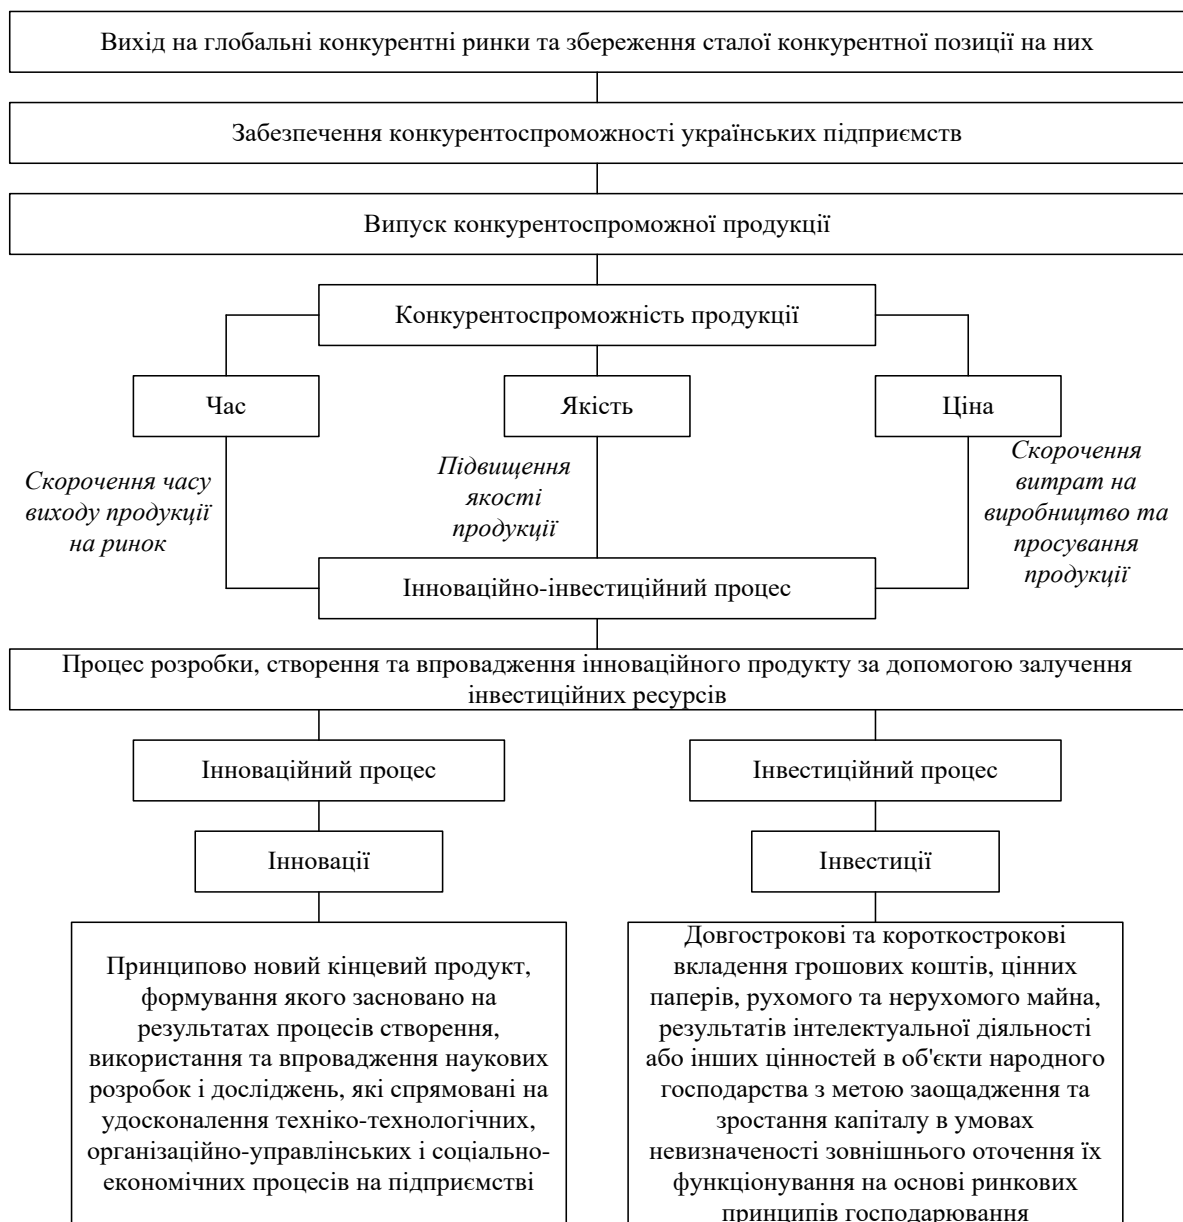 Вихід на глобальні конкурентні ринки та збереження сталої конкурентної позиції на них
Забезпечення конкурентоспроможності українських підприємств
Випуск конкурентоспроможної продукції
Конкурентоспроможність продукції
Час
Якість
Ціна
Скорочення часу
виходу продукції
на ринок
Підвищення
якості
продукції
Скорочення
витрат на
виробництво та
просування
продукції
Інноваційно-інвестиційний процес
Процес розробки, створення та впровадження інноваційного продукту за допомогою залучення
інвестиційних ресурсів
Інноваційний процес
Інвестиційний процес
Інновації
Інвестиції
Принципово новий кінцевий продукт,
формування якого засновано на
результатах процесів створення,
використання та впровадження наукових
розробок і досліджень, які спрямовані на
удосконалення техніко-технологічних,
організаційно-управлінських і соціально-
економічних процесів на підприємстві
Довгострокові та короткострокові
вкладення грошових коштів, цінних
паперів, рухомого та нерухомого майна,
результатів інтелектуальної діяльності
або інших цінностей в об'єкти народного
господарства з метою заощадження та
зростання капіталу в умовах
невизначеності зовнішнього оточення їх
функціонування на основі ринкових
принципів господарювання